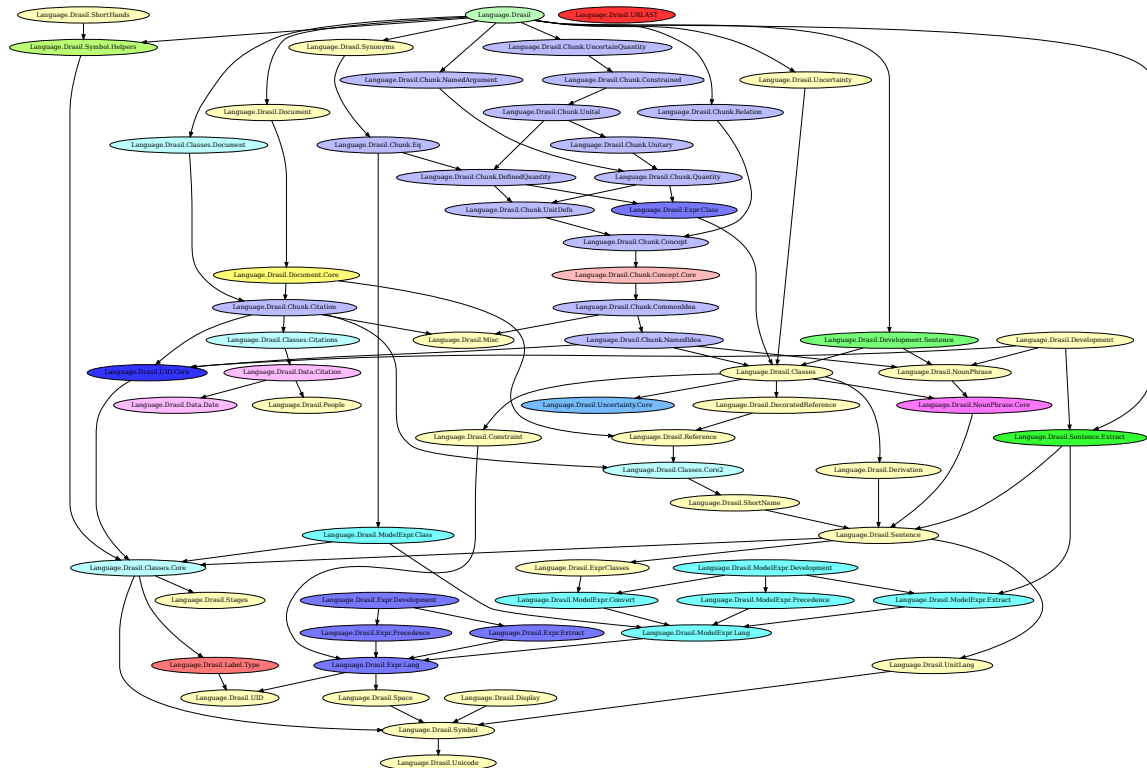 Language.Drasil.ShortHands
Language.Drasil
Language.Drasil.URI.AST
Language.Drasil.Symbol.Helpers
Language.Drasil.Synonyms
Language.Drasil.Chunk.UncertainQuantity
Language.Drasil.Chunk.NamedArgument
Language.Drasil.Chunk.Constrained
Language.Drasil.Uncertainty
Language.Drasil.Document
Language.Drasil.Chunk.Unital
Language.Drasil.Chunk.Relation
Language.Drasil.Classes.Document
Language.Drasil.Chunk.Eq
Language.Drasil.Chunk.Unitary
Language.Drasil.Chunk.DefinedQuantity
Language.Drasil.Chunk.Quantity
Language.Drasil.Chunk.UnitDefn
Language.Drasil.Expr.Class
Language.Drasil.Chunk.Concept
Language.Drasil.Document.Core
Language.Drasil.Chunk.Concept.Core
Language.Drasil.Chunk.Citation
Language.Drasil.Chunk.CommonIdea
Language.Drasil.Classes.Citations
Language.Drasil.Misc
Language.Drasil.Chunk.NamedIdea
Language.Drasil.Development.Sentence
Language.Drasil.Development
Language.Drasil.UID.Core
Language.Drasil.Data.Citation
Language.Drasil.Classes
Language.Drasil.NounPhrase
Language.Drasil.Data.Date
Language.Drasil.People
Language.Drasil.Uncertainty.Core
Language.Drasil.DecoratedReference
Language.Drasil.NounPhrase.Core
Language.Drasil.Constraint
Language.Drasil.Reference
Language.Drasil.Sentence.Extract
Language.Drasil.Classes.Core2
Language.Drasil.Derivation
Language.Drasil.ShortName
Language.Drasil.ModelExpr.Class
Language.Drasil.Sentence
Language.Drasil.Classes.Core
Language.Drasil.ExprClasses
Language.Drasil.ModelExpr.Development
Language.Drasil.Stages
Language.Drasil.Expr.Development
Language.Drasil.ModelExpr.Convert
Language.Drasil.ModelExpr.Precedence
Language.Drasil.ModelExpr.Extract
Language.Drasil.Expr.Precedence
Language.Drasil.Expr.Extract
Language.Drasil.ModelExpr.Lang
Language.Drasil.Label.Type
Language.Drasil.Expr.Lang
Language.Drasil.UnitLang
Language.Drasil.UID
Language.Drasil.Space
Language.Drasil.Display
Language.Drasil.Symbol
Language.Drasil.Unicode